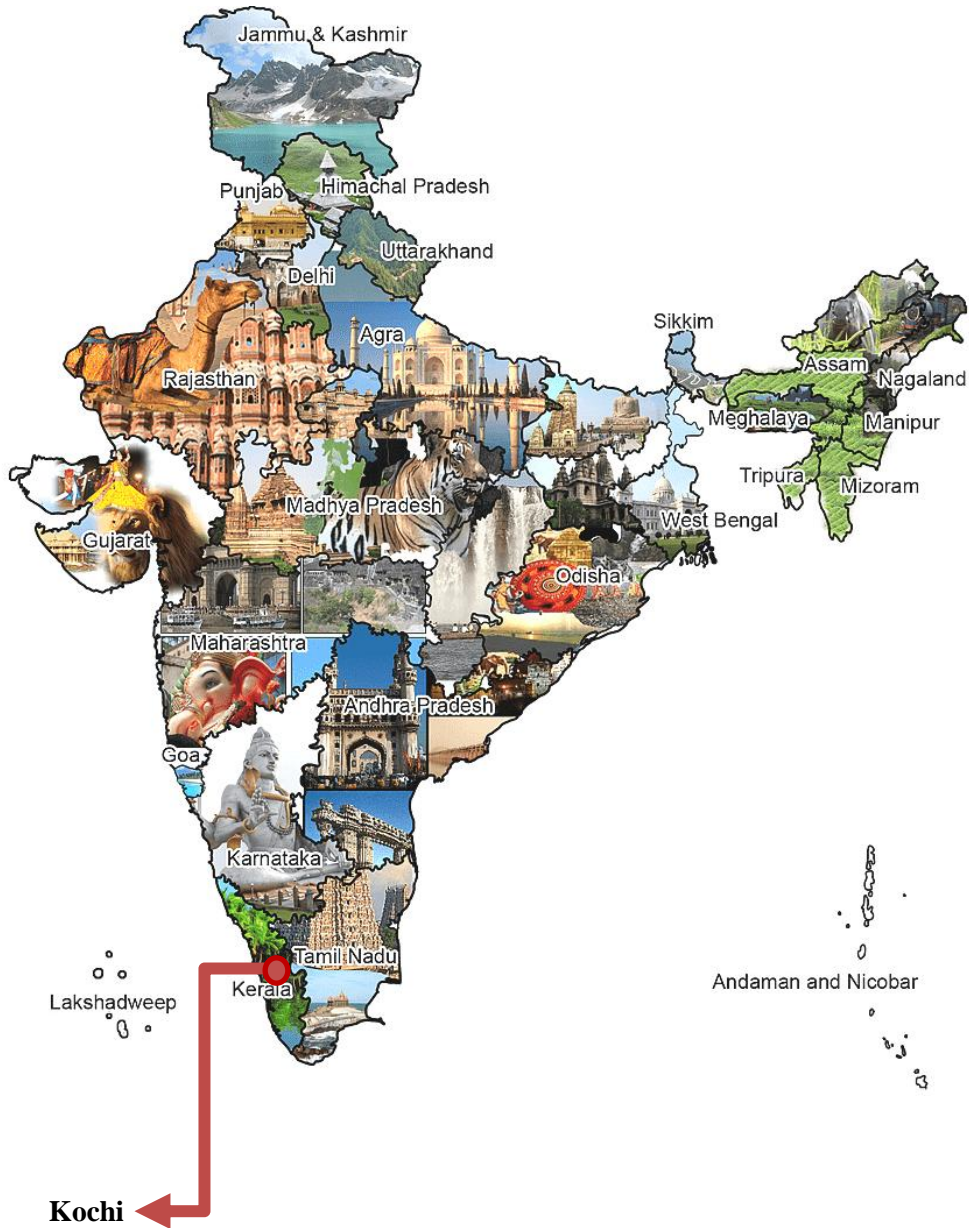 Jammu & Kashmir
Punjab
Himachal Pradesh
Uttarakhand
Delhi
Sikkim
Agra
Assam
Rajasthan
Nagaland
Meghalaya
Manipur
Tripura
Mizoram
Madhya Pradesh
West Bengal
Gujarat
Odisha
Maharashtra
Andhra Pradesh
Goa
Karnataka
Tamil Nadu
Andaman and Nicobar
Kerala
Lakshadweep
Kochi